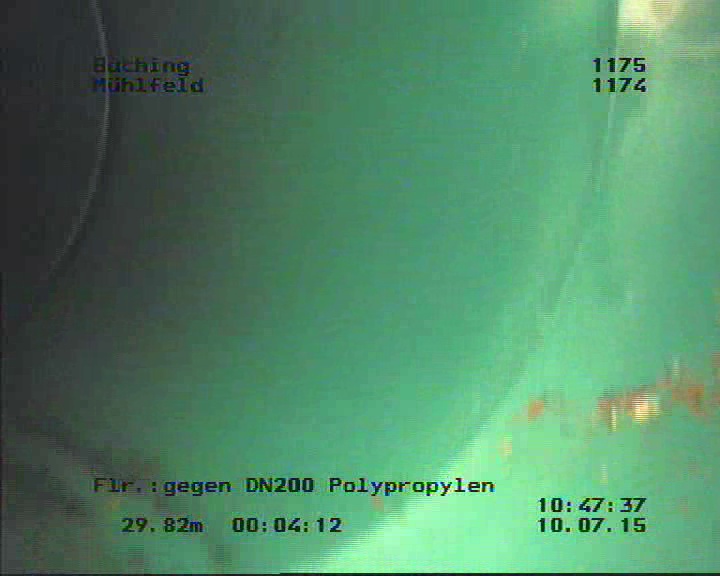 Buching 1175
Mühlfeld 1174
Flr.:gegen DN200 Polypropylen
10:47:37
29.82m 00:04:12 10.07.15